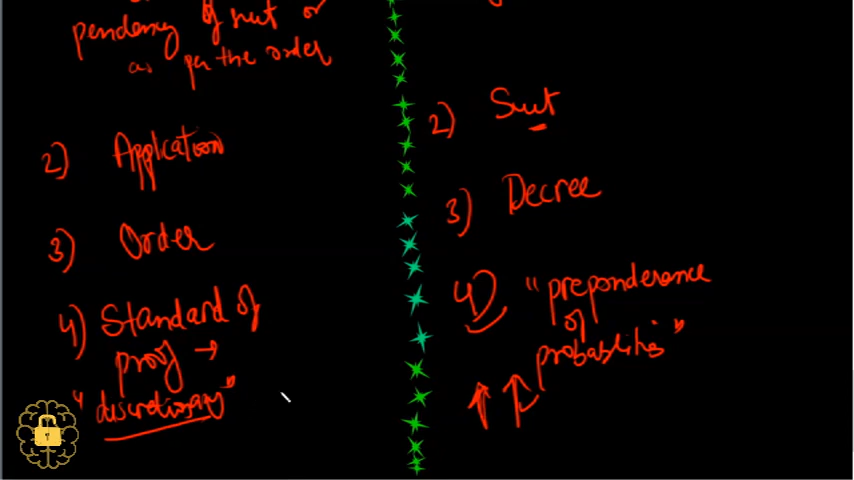 pendency of suit or
as per the order
2) Application
3) Order
4) Standard of
proof →
"discretionary"
2) Suit
3) Decree
4) "preponderence
of
probabilities"